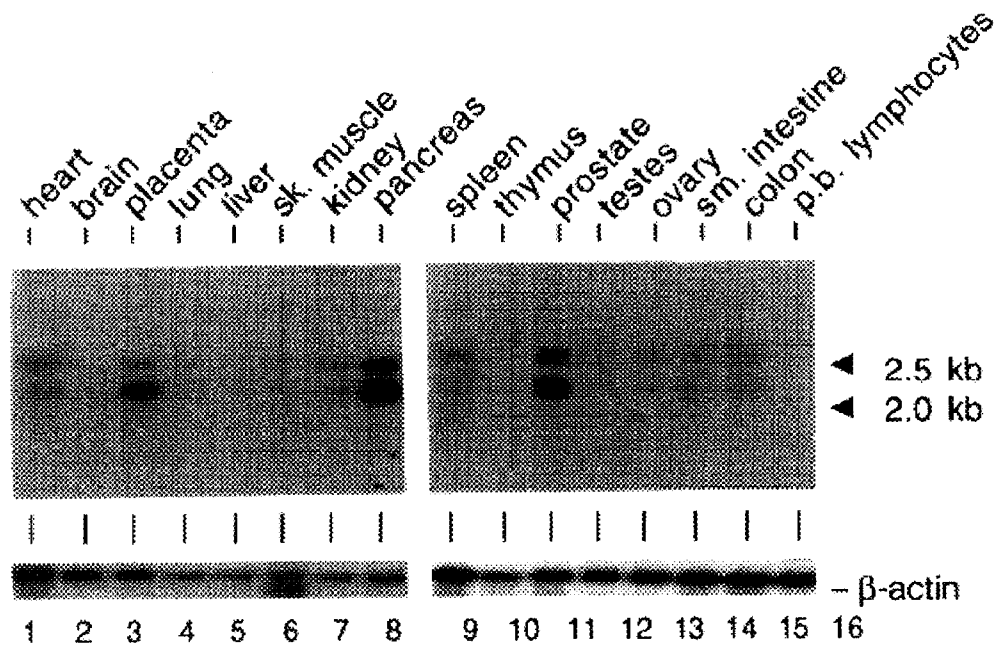 heart
brain
placenta
lung
liver
sk. muscle
kidney
pancreas
spleen
thymus
prostate
testes
ovary
sm. intestine
colon
p.b. lymphocytes
◄ 2.5 kb
◄ 2.0 kb
– β-actin
1 2 3 4 5 6 7 8 9 10 11 12 13 14 15 16